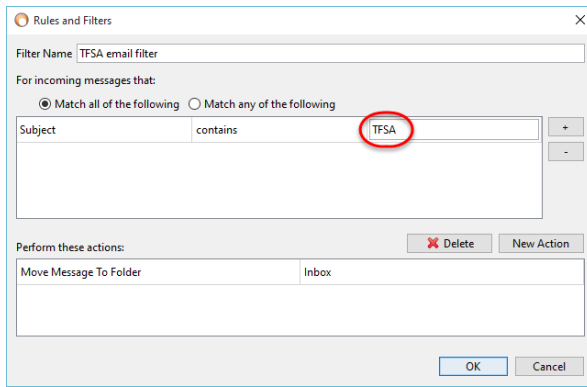 Rules and Filters
Filter Name TFSA email filter
For incoming messages that:
Match all of the following Match any of the following
Subject contains TFSA +
-
Perform these actions: Delete New Action
Move Message To Folder Inbox
OK Cancel